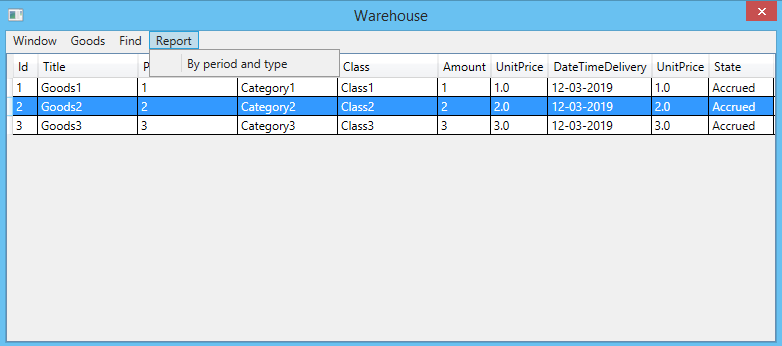 Warehouse
Window Goods Find Report
By period and type
Id Title P Class Amount UnitPrice DateTimeDelivery UnitPrice State
1 Goods1 1 Category1 Class1 1 1.0 12-03-2019 1.0 Accrued
2 Goods2 2 Category2 Class2 2 2.0 12-03-2019 2.0 Accrued
3 Goods3 3 Category3 Class3 3 3.0 12-03-2019 3.0 Accrued